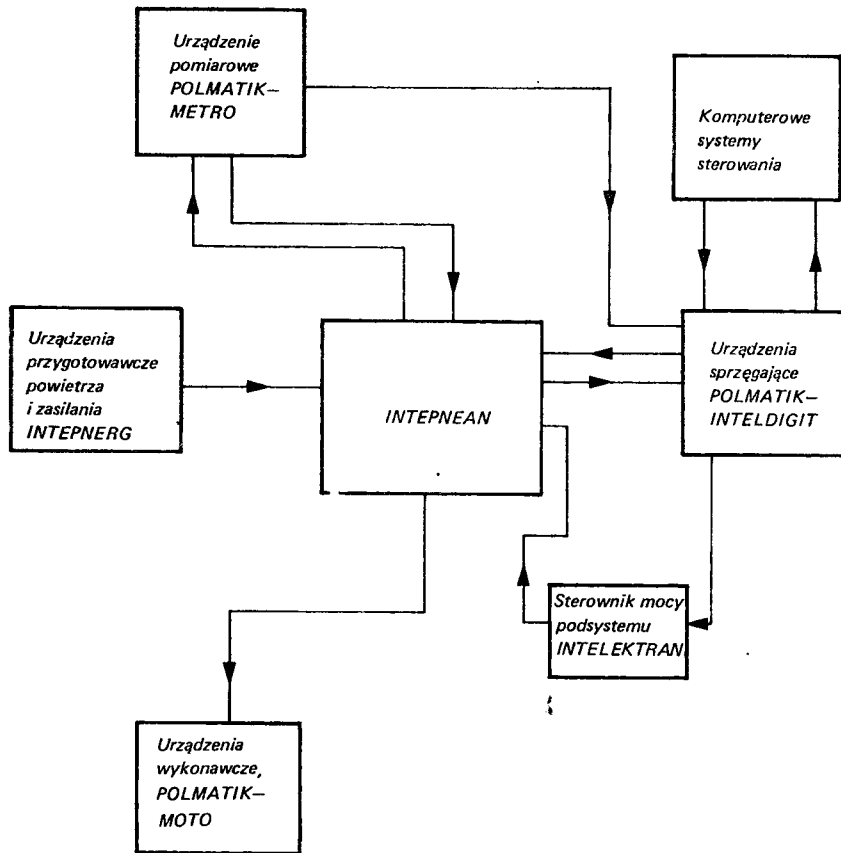 Urządzenie
pomiarowe
POLMATIK—
METRO
Komputerowe
systemy
sterowania
Urządzenia
przygotowawcze
powietrza
i zasilania
INTEPNERG
INTEPNEAN
Urządzenia
sprzęgające
POLMATIK—
INTELDIGIT
Sterownik mocy
podsystemu
INTELEKTRAN
Urządzenia
wykonawcze,
POLMATIK—
MOTO